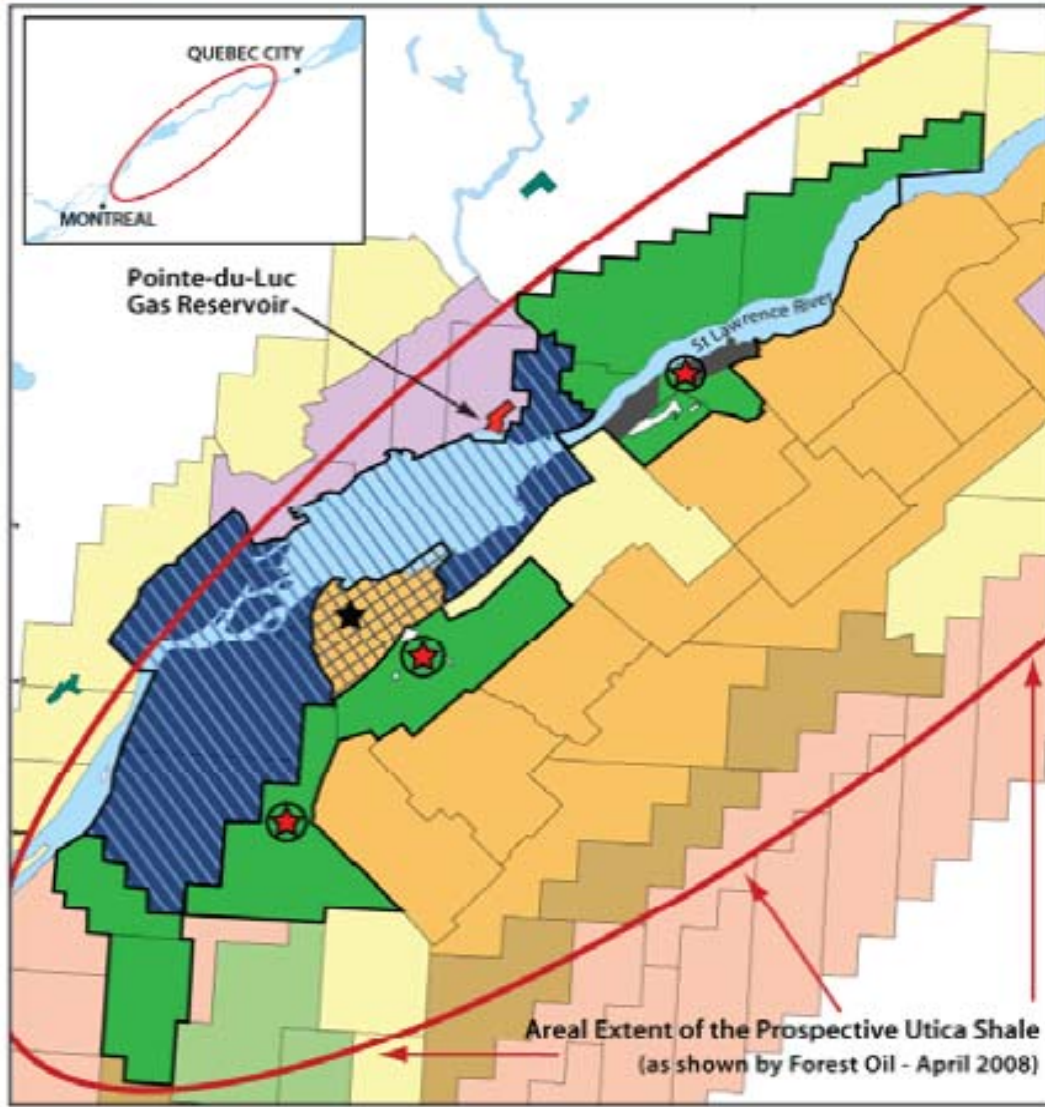 QUEBEC CITY
MONTREAL
Pointe-du-Luc
Gas Reservoir
St Lawrence River
Areal Extent of the Prospective Utica Shale
(as shown by Forest Oil - April 2008)